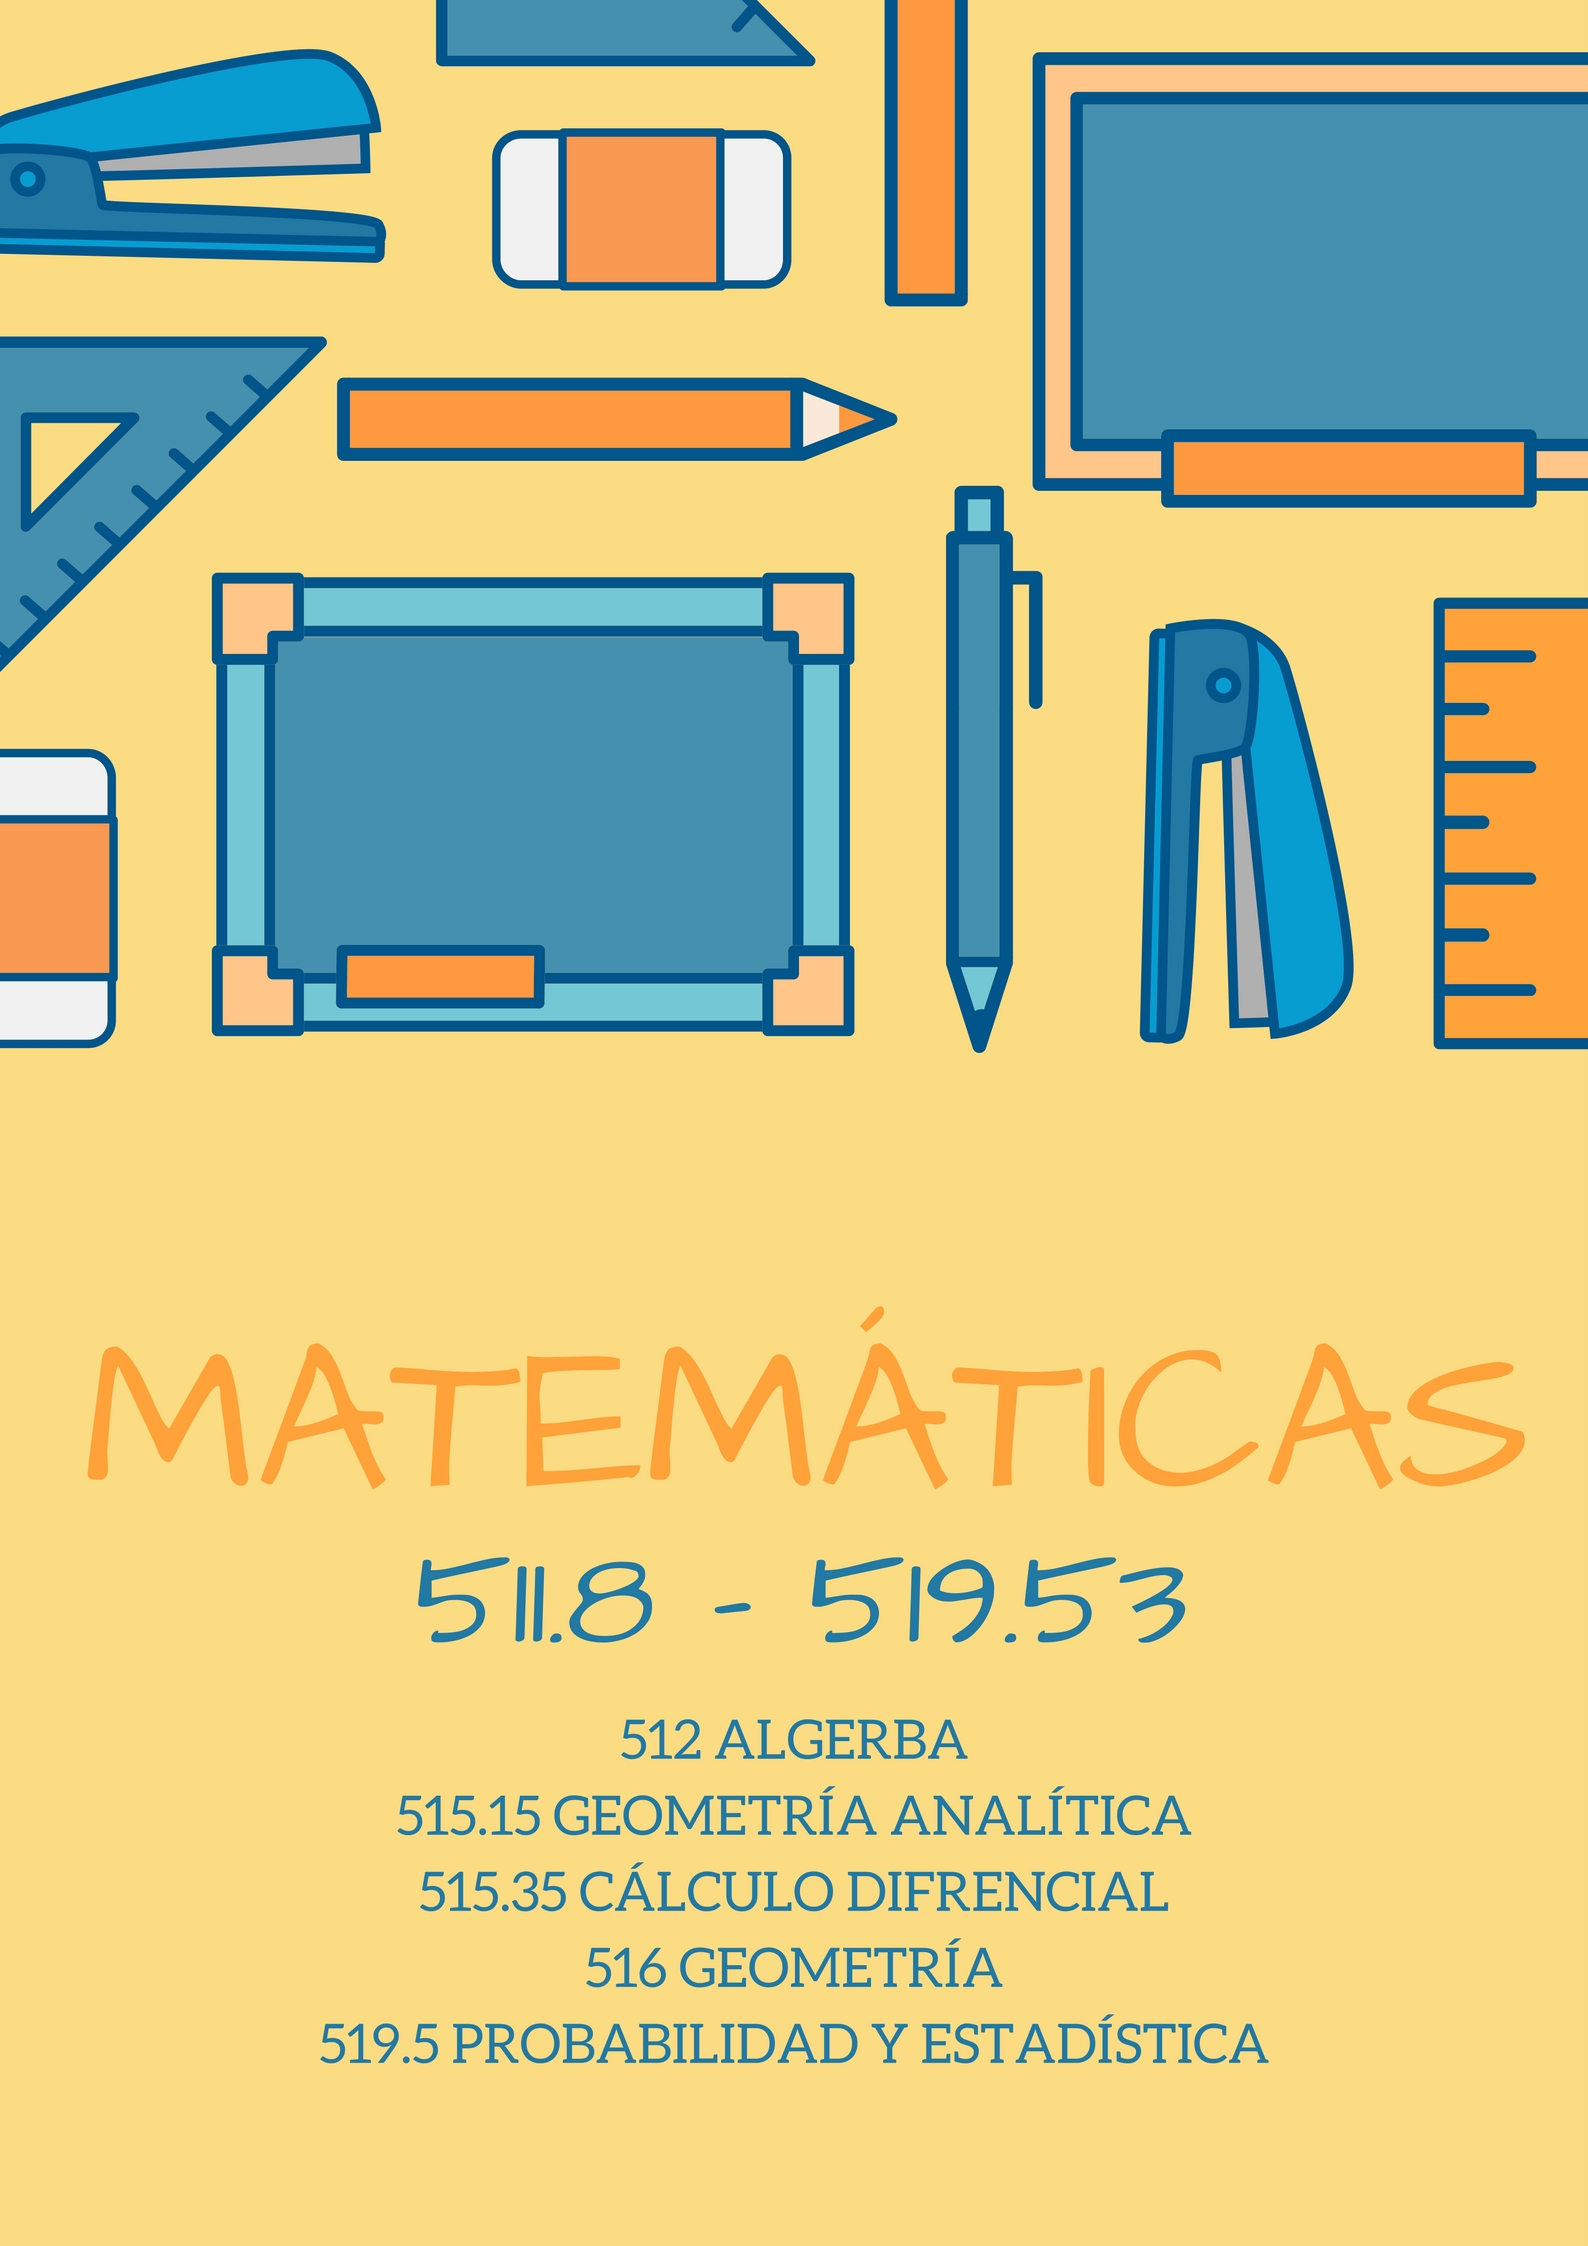 MATEMÁTICAS
511.8 - 519.53
512 ALGERBA
515.15 GEOMETRÍA ANALÍTICA
515.35 CÁLCULO DIFRENCIAL
516 GEOMETRÍA
519.5 PROBABILIDAD Y ESTADÍSTICA